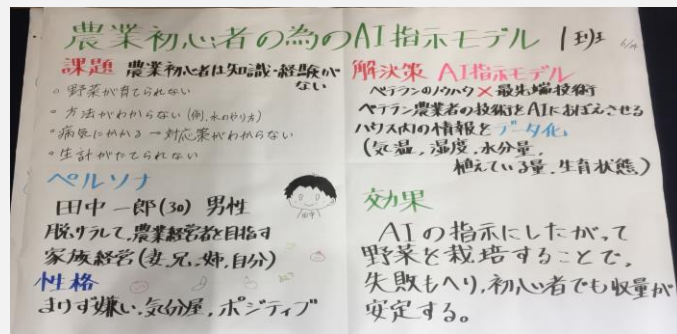 農業初心者の為のAI指示モデル 1班
課題 農業初心者は知識・経験がない
。野菜が育てられない
。方法がわからない(例,水のやり方)
。病気にかかる→対応策がわからない
。生計がたてられない
ペルソナ
田中一郎(30) 男性
脱サラして、農業経営者を目指す
家族経営(妻,兄,姉,自分)
性格
まけず嫌い,気分屋,ポジティブ
田中
解決策 AI指示モデル
ベテランのノウハウ×最先端技術
ベテラン農業者の技術をAIにおぼえさせる
ハウス内の情報をデータ化。
(気温,湿度,水分量,
植えている量,生育状態)
効果
AIの指示にしたがって
野菜を栽培することで、
失敗もへり,初心者でも収量が
安定する。